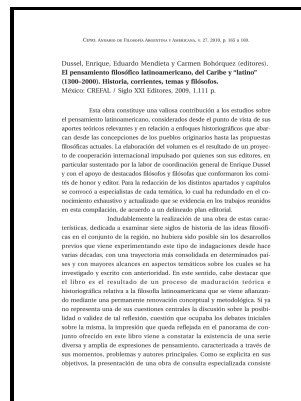 CUYO. ANUARIO DE FILOSOFÍA ARGENTINA Y AMERICANA, v. 27, 2010, p. 165 a 169.
Dussel, Enrique, Eduardo Mendieta y Carmen Bohórquez (editores).
El pensamiento filosófico latinoamericano, del Caribe y “latino”
(1300-2000). Historia, corrientes, temas y filósofos.
México: CREFAL / Siglo XXI Editores, 2009, 1.111 p.
Esta obra constituye una valiosa contribución a los estudios sobre
el pensamiento latinoamericano, considerados desde el punto de vista de sus
aportes teóricos relevantes y en relación a enfoques historiográficos que abar-
can desde las concepciones de los pueblos originarios hasta las propuestas
filosóficas actuales. La elaboración del volumen es el resultado de un proyec-
to de cooperación internacional impulsado por quienes son sus editores, en
particular sustentado por la labor de coordinación general de Enrique Dussel
y con el apoyo de destacados filósofos y filósofas que conformaron los comi-
tés de honor y editor. Para la redacción de los distintos apartados y capítulos
se convocó a especialistas de cada temática, lo cual ha redundado en el co-
nocimiento exhaustivo y actualizado que se evidencia en los trabajos reunidos
en esta compilación, de acuerdo a un delineado plan editorial.
Indudablemente la realización de una obra de estas carac-
terísticas, dedicada a examinar siete siglos de historia de las ideas filosófi-
cas en el conjunto de la región, no hubiera sido posible sin los desarrollos
previos que viene experimentando este tipo de indagaciones desde hace
varias décadas, con una trayectoria más consolidada en determinados paí-
ses y con mayores alcances en aspectos temáticos sobre los cuales se ha
investigado y escrito con anterioridad. En este sentido, cabe destacar que
el libro es el resultado de un proceso de maduración teórica e
historiográfica relativa a la filosofía latinoamericana que se viene afianzan-
do mediante una permanente renovación conceptual y metodológica. Si ya
no representa una de sus cuestiones centrales la discusión sobre la posibi-
lidad o validez de tal reflexión, cuestión que ocupaba los debates iniciales
sobre la misma, la impresión que queda reflejada en el panorama de con-
junto ofrecido en este libro viene a constatar la existencia de una serie
diversa y amplia de expresiones de pensamiento, caracterizada a través de
sus momentos, problemas y autores principales. Como se explicita en sus
objetivos, la presentación de una obra de consulta especializada consiste